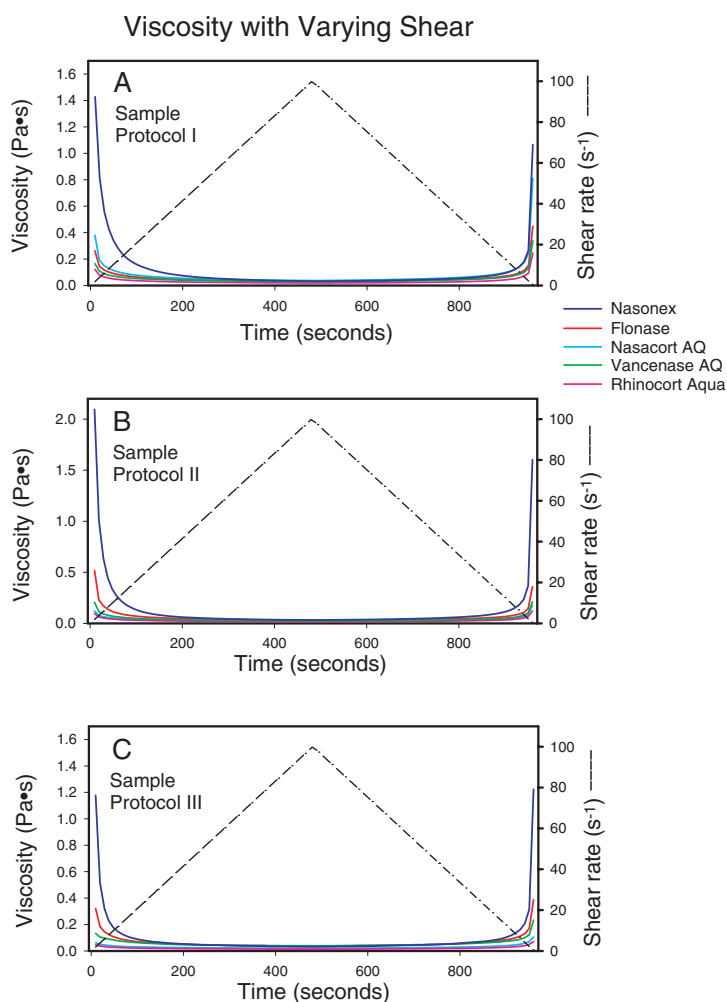 Viscosity with Varying Shear
A
Sample
Protocol I
Viscosity (Pa•s)
1.6
1.4
1.2
1.0
0.8
0.6
0.4
0.2
0.0
0
200
400
600
800
Time (seconds)
100
80
60
40
20
0
Shear rate (s-1)
Nasonex
Flonase
Nasacort AQ
Vancenase AQ
Rhinocort Aqua
B
Sample
Protocol II
Viscosity (Pa•s)
2.0
1.5
1.0
0.5
0.0
0
200
400
600
800
Time (seconds)
100
80
60
40
20
0
Shear rate (s-1)
C
Sample
Protocol III
Viscosity (Pa•s)
1.6
1.4
1.2
1.0
0.8
0.6
0.4
0.2
0.0
0
200
400
600
800
Time (seconds)
100
80
60
40
20
0
Shear rate (s-1)